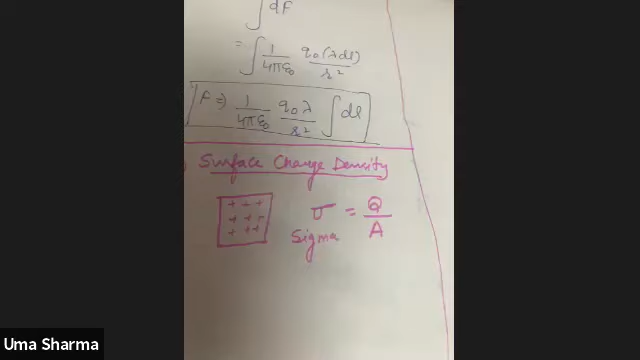 ∫ dF
= ∫ 1/4πε₀ q₀(λdl)/r²
F ⇒ 1/4πε₀ q₀λ/r² ∫ dl
Surface Charge Density
+ + +
+ + +
+ + +
σ = Q/A
Sigma
Uma Sharma